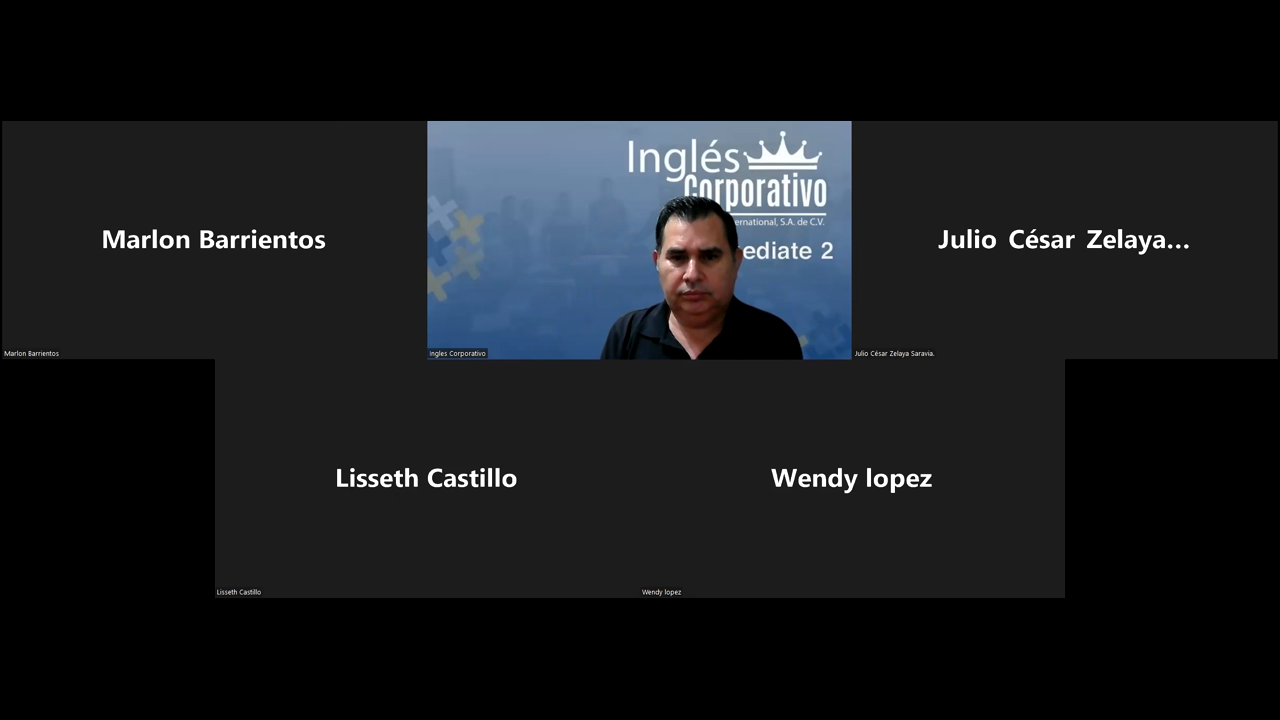 Marlon Barrientos
Marlon Barrientos
Inglés
Corporativo
ernational, S.A. de C.V.
ediate 2
Ingles Corporativo
Julio César Zelaya...
Julio César Zelaya Saravia.
Lisseth Castillo
Lisseth Castillo
Wendy lopez
Wendy lopez